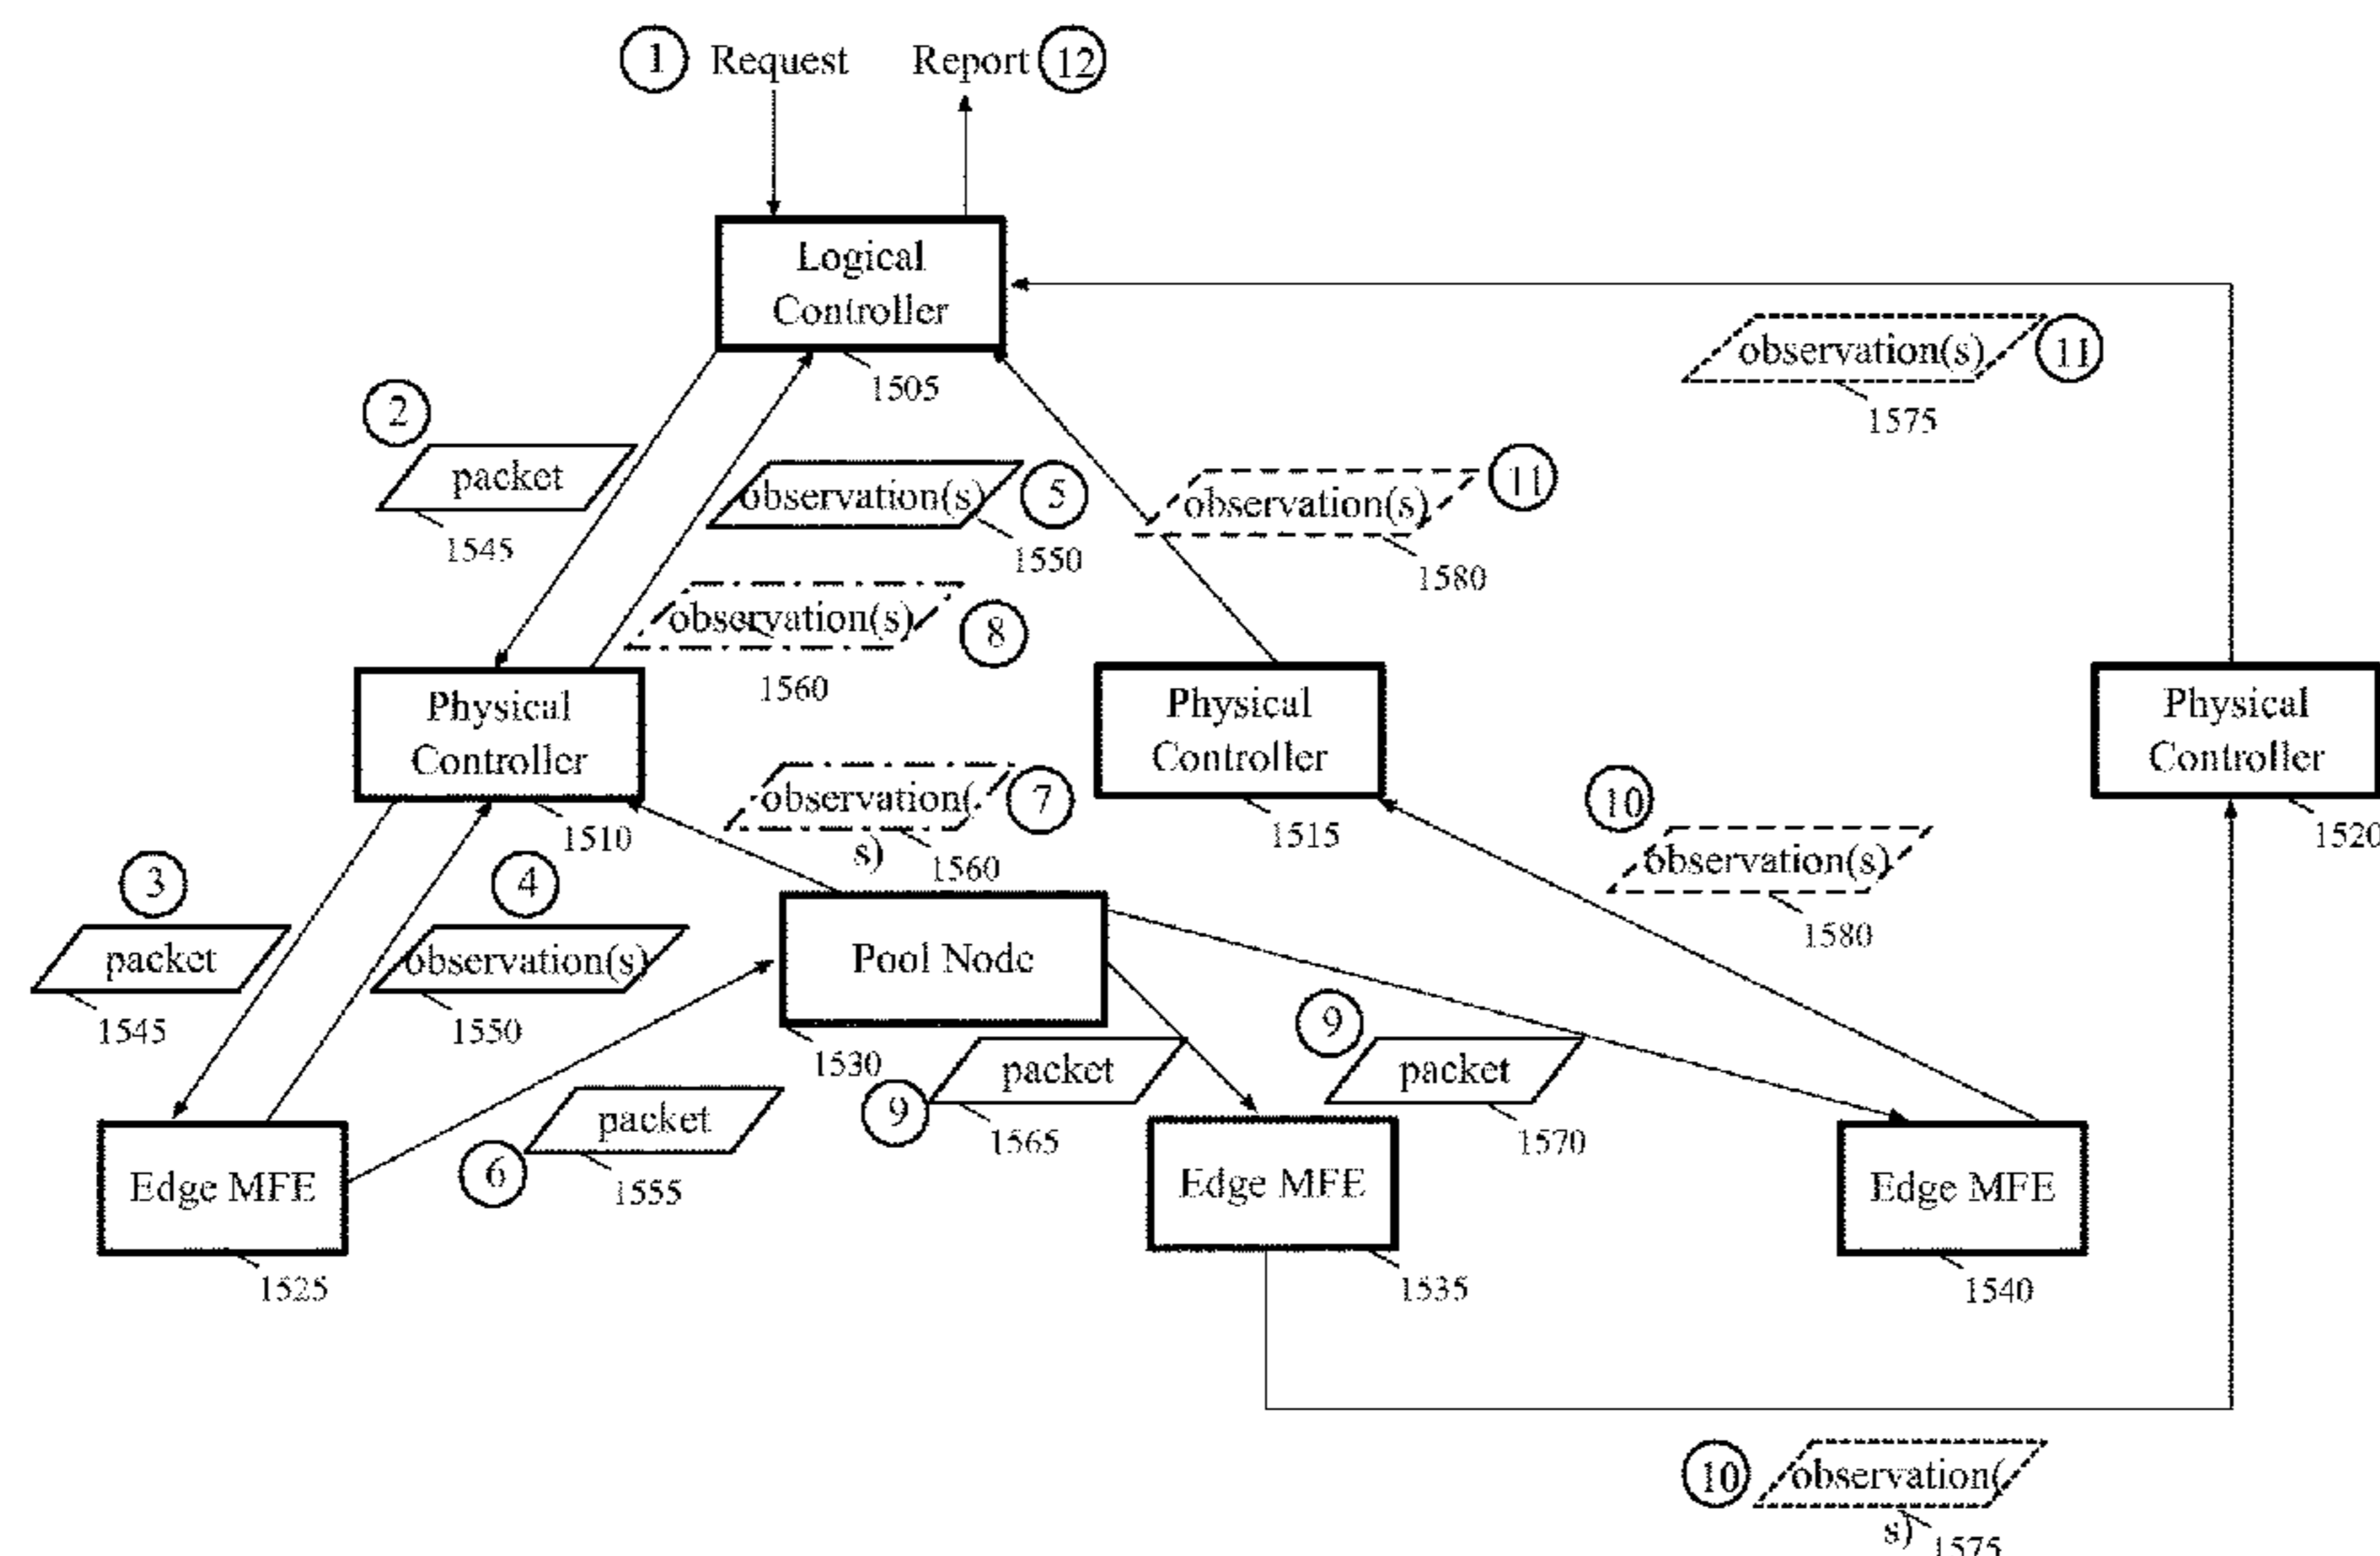 1 Request Report 12
Logical
Controller
1505
observation(s) 11
1575
2
packet
1545
observation(s) 5
1550
observation(s) 11
1580
observation(s) 8
1560
Physical
Controller
1510
Physical
Controller
1515
Physical
Controller
1520
observation( 7
s) 1560
10
observation(s)
1580
3
packet
1545
4
observation(s)
1550
Pool Node
1530
6 packet
1555
9 packet
1565
9
packet
1570
Edge MFE
1525
Edge MFE
1535
Edge MFE
1540
10 observation(
s) 1575